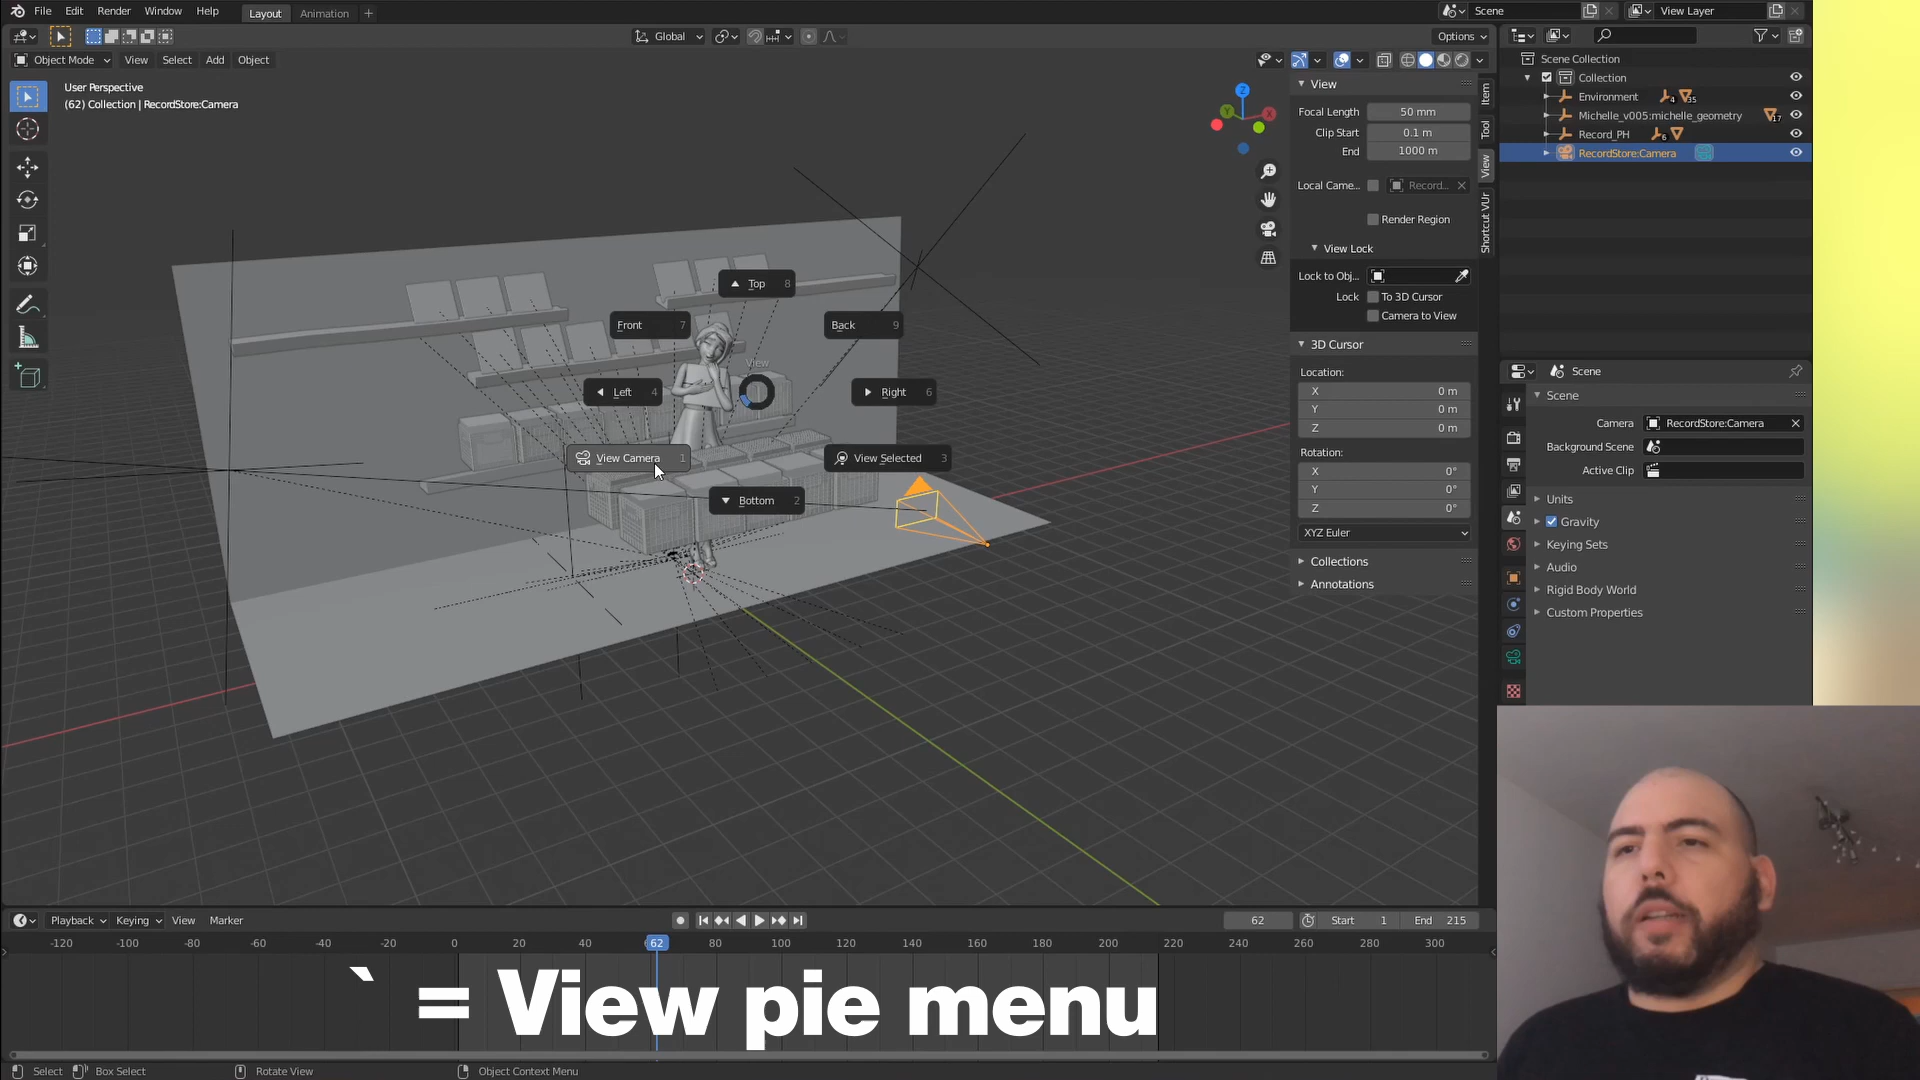 File Edit Render Window Help Layout Animation + Scene View Layer
Global Options
Object Mode View Select Add Object
User Perspective
(62) Collection | RecordStore:Camera
Z
Y
X
Top 8
Front 7
Back 9
View
Left 4
Right 6
View Camera 1
View Selected 3
Bottom 2
View
Focal Length 50 mm
Clip Start 0.1 m
End 1000 m
Local Came... Record...
Render Region
View Lock
Lock to Obj...
Lock To 3D Cursor
Camera to View
3D Cursor
Location:
X 0 m
Y 0 m
Z 0 m
Rotation:
X 0°
Y 0°
Z 0°
XYZ Euler
Collections
Annotations
Item
Tool
View
Shortcut VUr
Scene Collection
Collection
Environment 4 35
Michelle_v005:michelle_geometry 17
Record_PH 6
RecordStore:Camera
Scene
Scene
Camera RecordStore:Camera
Background Scene
Active Clip
Units
Gravity
Keying Sets
Audio
Rigid Body World
Custom Properties
Playback Keying View Marker 62 Start 1 End 215
-120 -100 -80 -60 -40 -20 0 20 40 62 80 100 120 140 160 180 200 220 240 260 280 300
` = View pie menu
Select Box Select Rotate View Object Context Menu